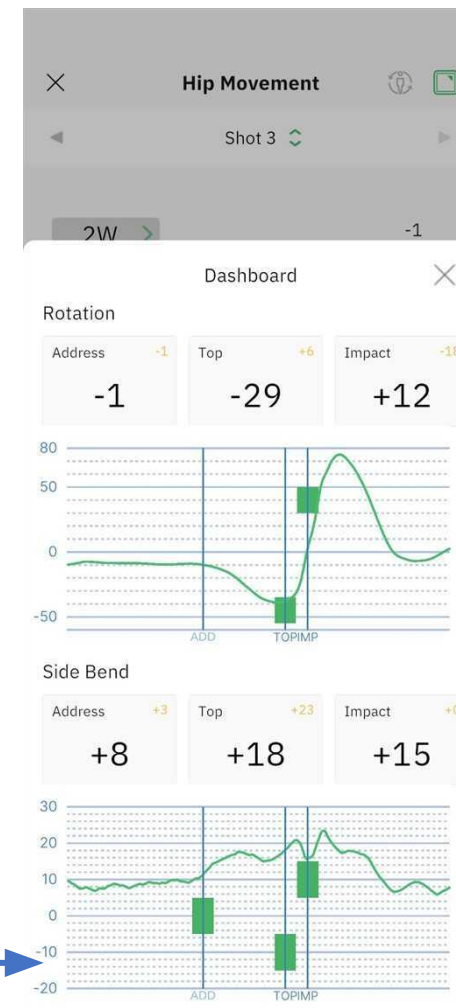 Hip Movement
Shot 3
2W
-1
Dashboard
Rotation
Address -1 Top +6 Impact -18
-1 -29 +12
80
50
0
-50
ADD TOPIMP
Side Bend
Address +3 Top +23 Impact
+8 +18 +15
30
20
10
0
-10
-20
ADD TOPIMP